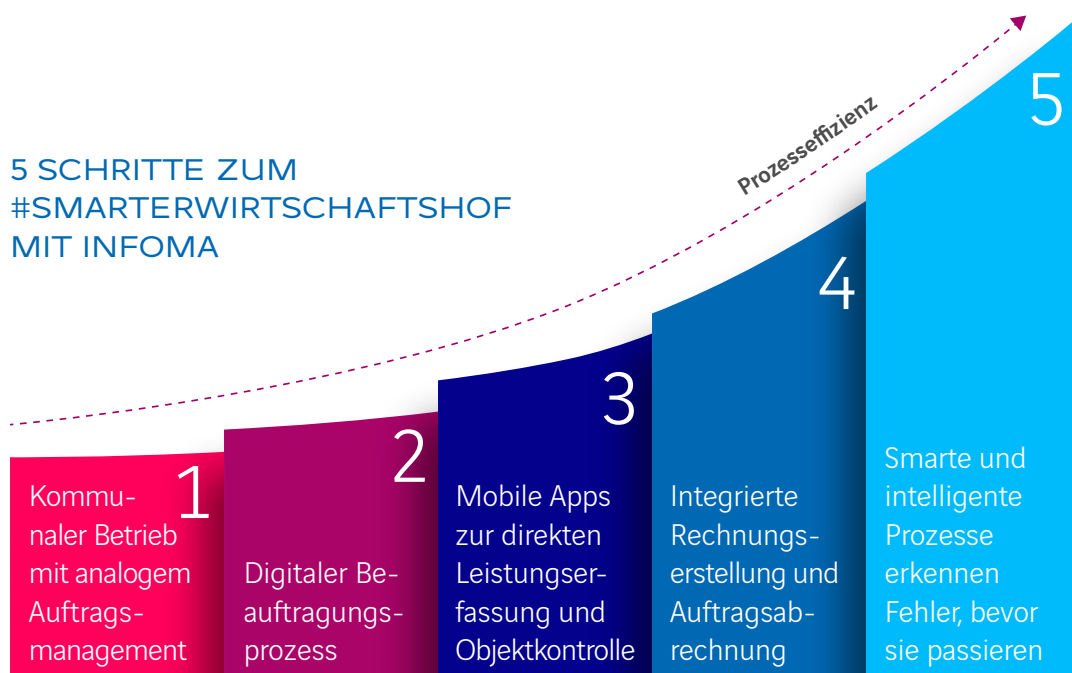 5 SCHRITTE ZUM
#SMARTERWIRTSCHAFTSHOF
MIT INFOMA
Prozesseffizienz
1
Kommu-
naler Betrieb
mit analogem
Auftrags-
management
2
Digitaler Be-
auftragungs-
prozess
3
Mobile Apps
zur direkten
Leistungser-
fassung und
Objektkontrolle
4
Integrierte
Rechnungs-
erstellung und
Auftragsab-
rechnung
5
Smarte und
intelligente
Prozesse
erkennen
Fehler, bevor
sie passieren